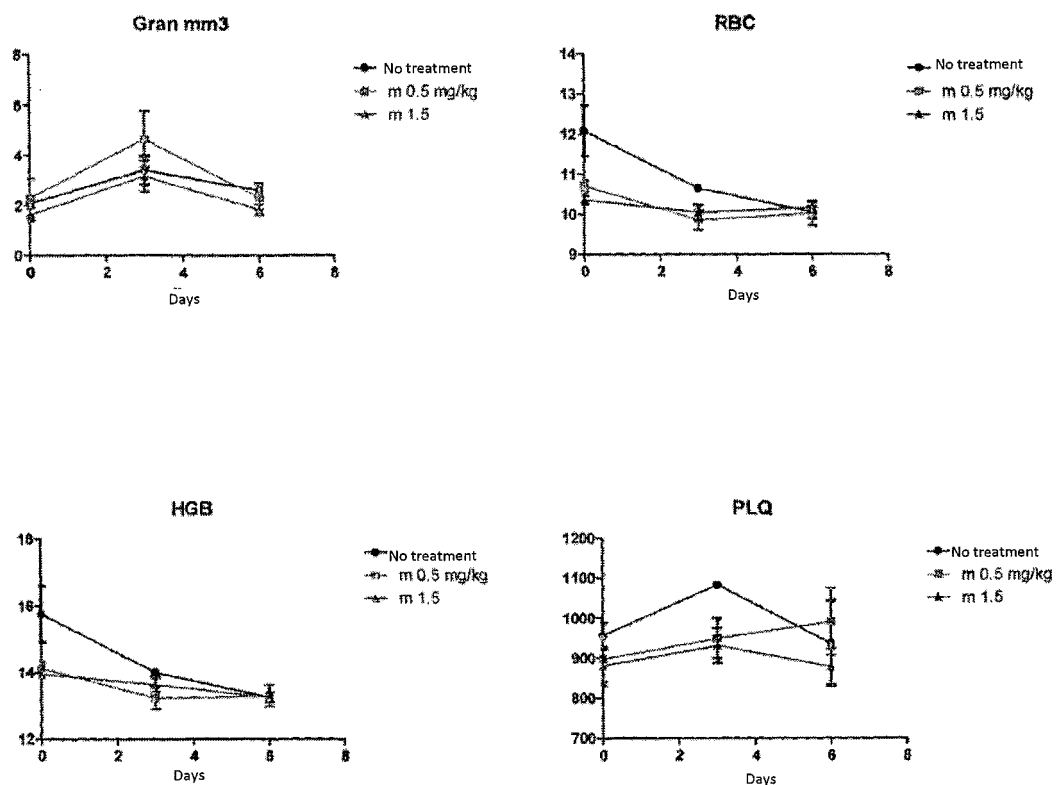 Gran mm3
8
6
4
2
0
0 2 4 6 8
Days
No treatment
m 0.5 mg/kg
m 1.5
RBC
14
13
12
11
10
9
0 2 4 6 8
Days
No treatment
m 0.5 mg/kg
m 1.5
HGB
18
16
14
12
0 2 4 6 8
Days
No treatment
m 0.5 mg/kg
m 1.5
PLQ
1200
1100
1000
900
800
700
0 2 4 6 8
Days
No treatment
m 0.5 mg/kg
m 1.5